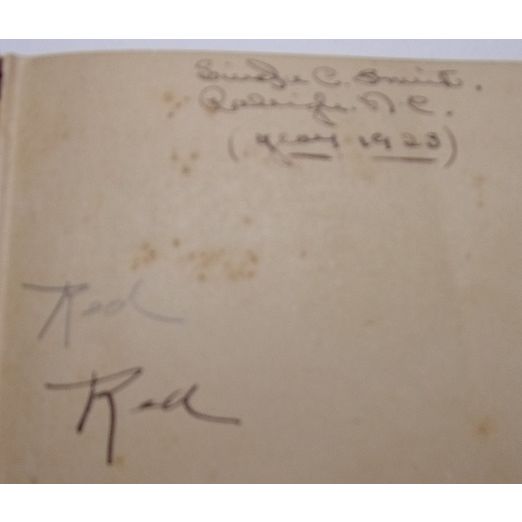 C. Smith.
Raleigh. N.C.
(year 1923)
Red
Red